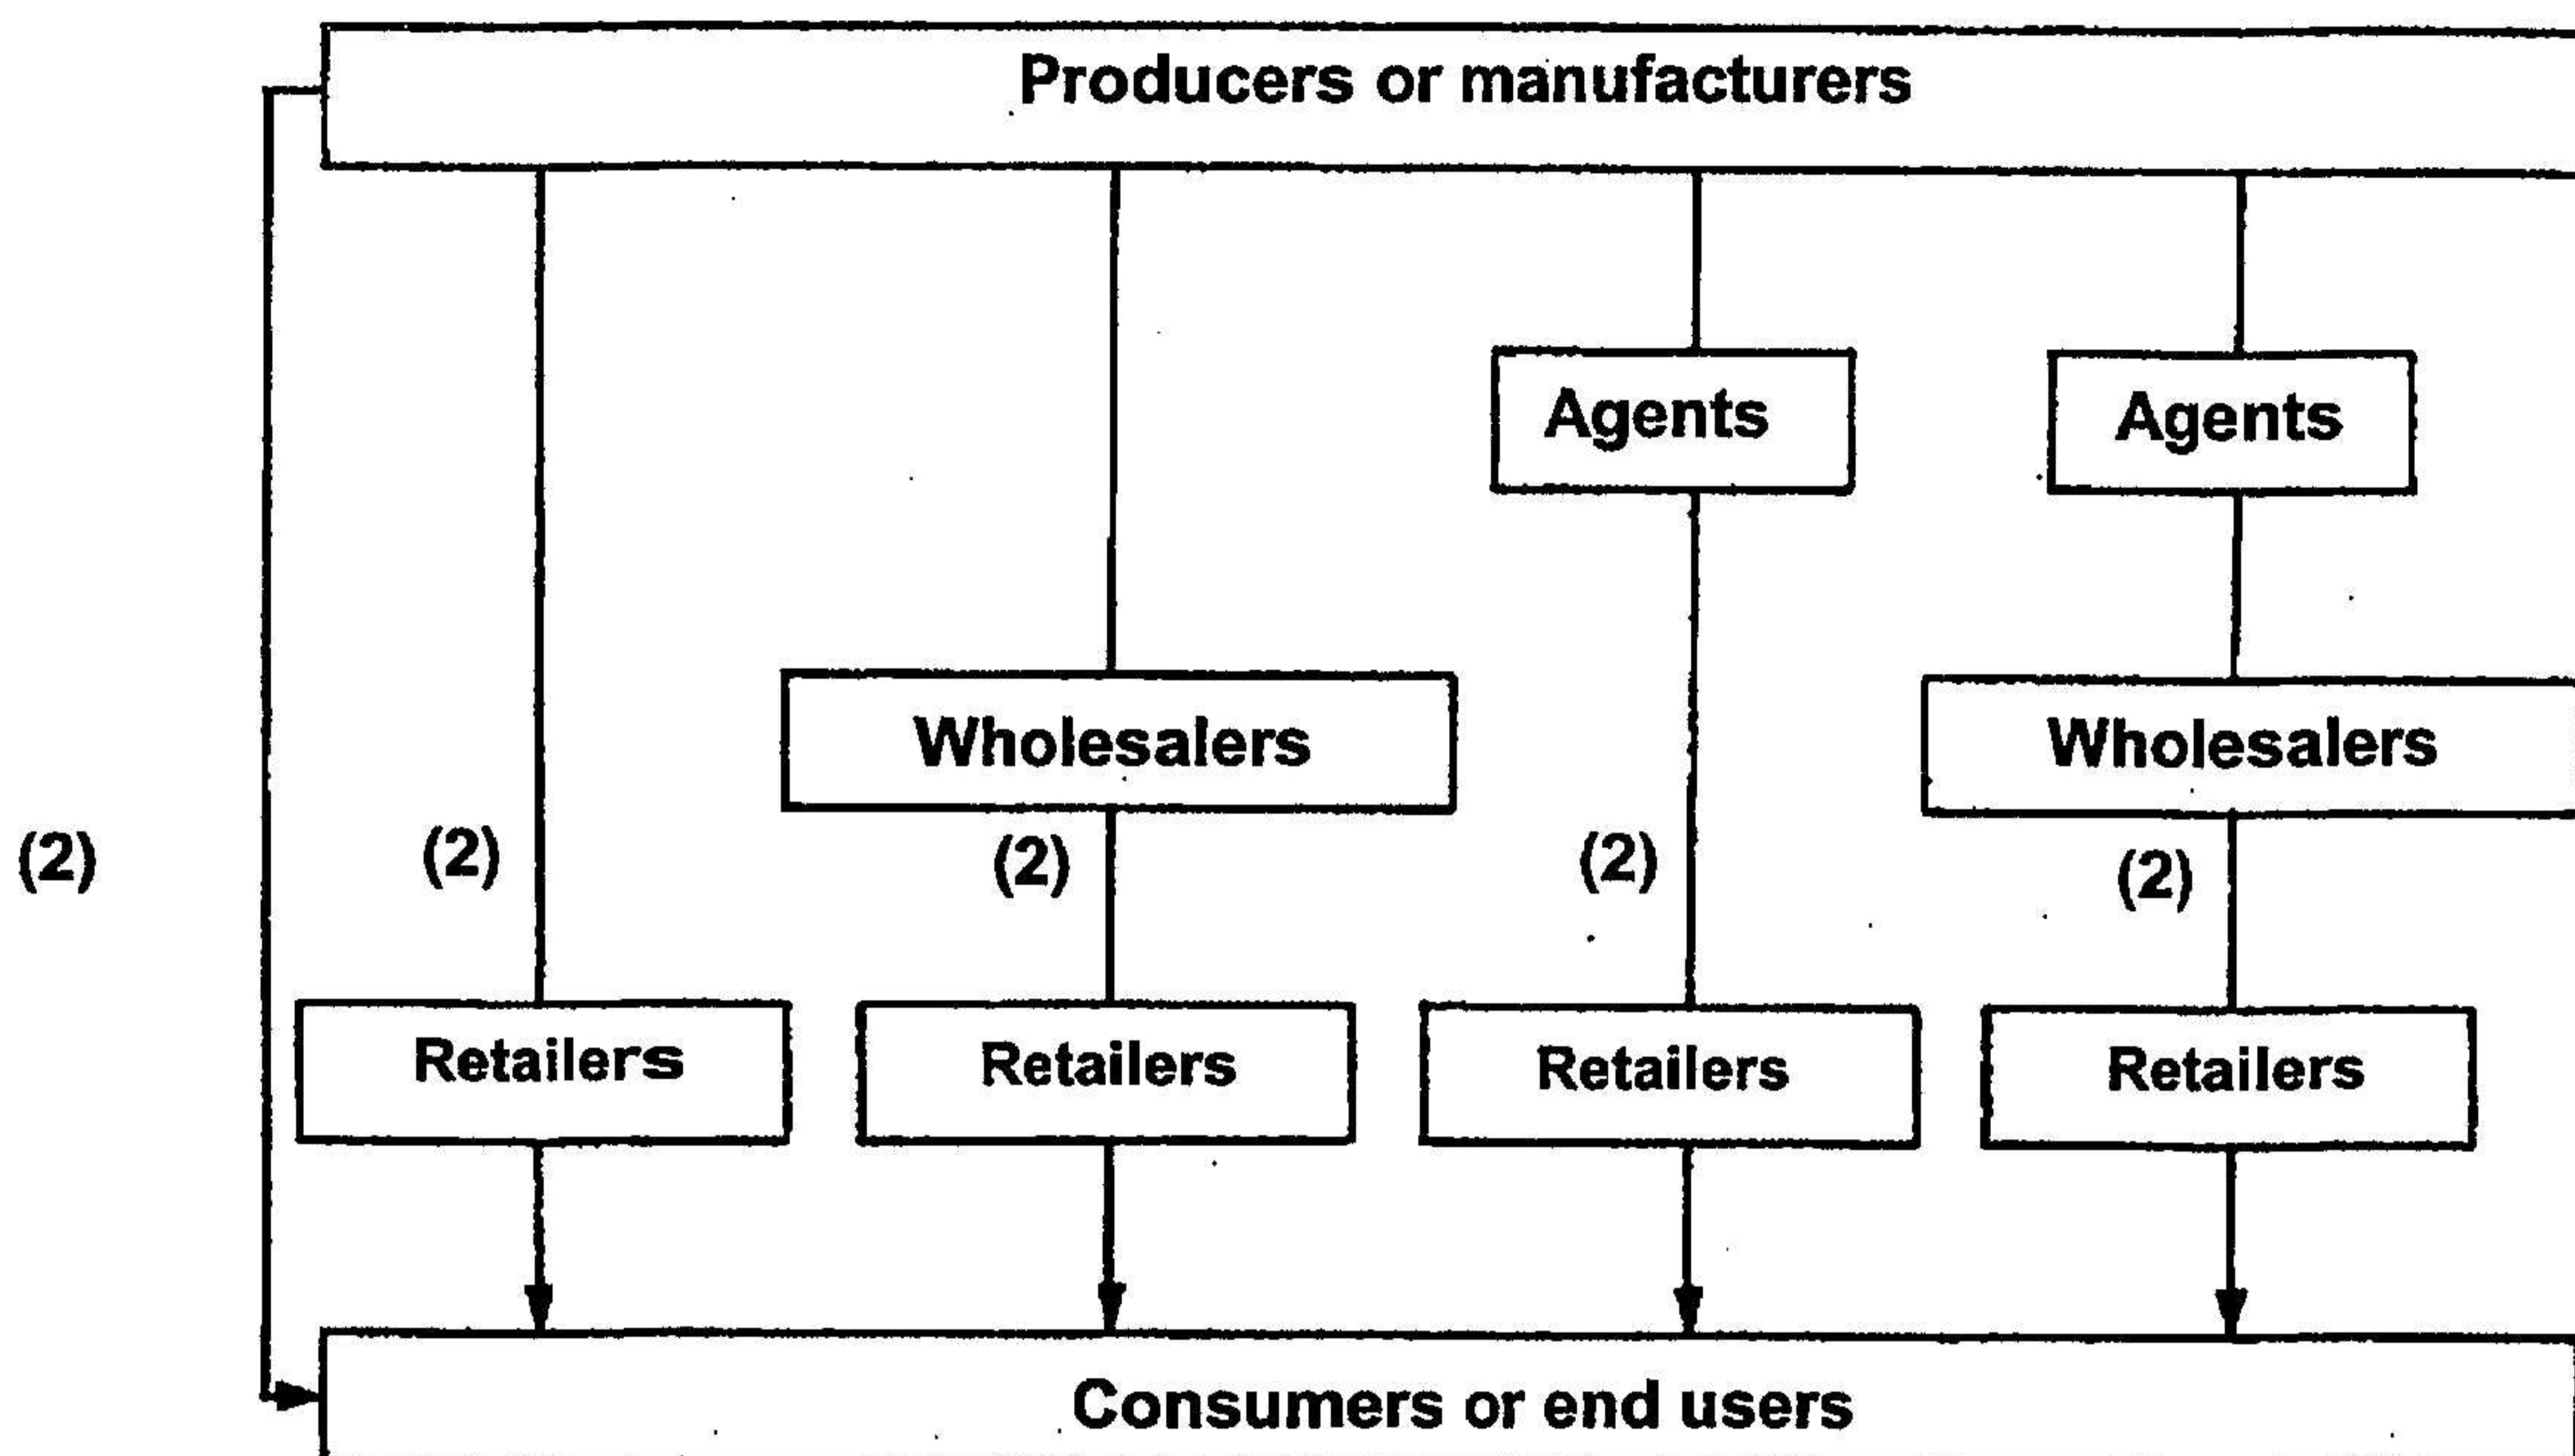 Producers or manufacturers
Agents Agents
Wholesalers Wholesalers
(2) (2) (2) (2) (2)
Retailers Retailers Retailers Retailers
Consumers or end users